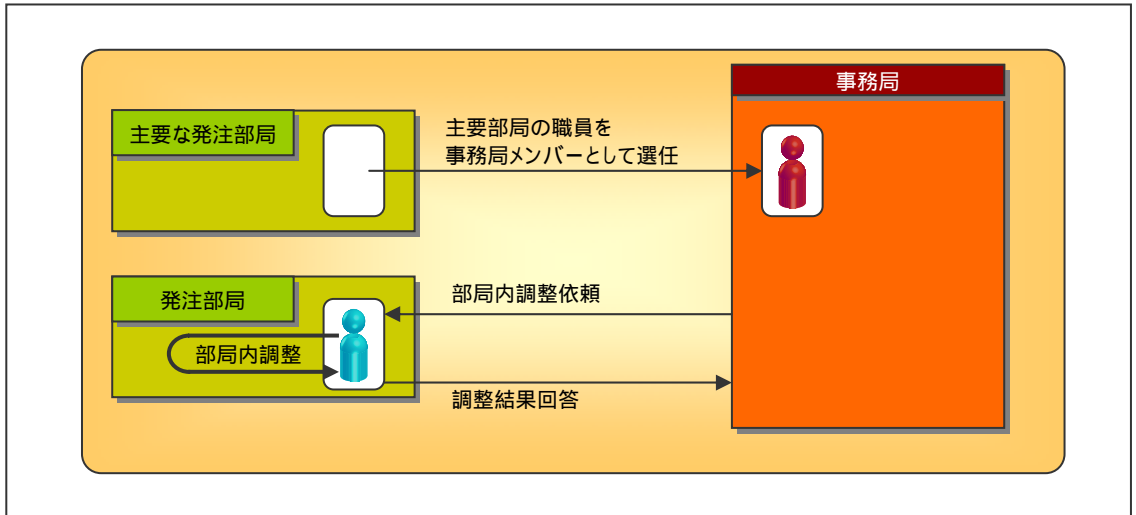 事務局
主要な発注部局
主要部局の職員を
事務局メンバーとして選任
発注部局
部局内調整依頼
部局内調整
調整結果回答